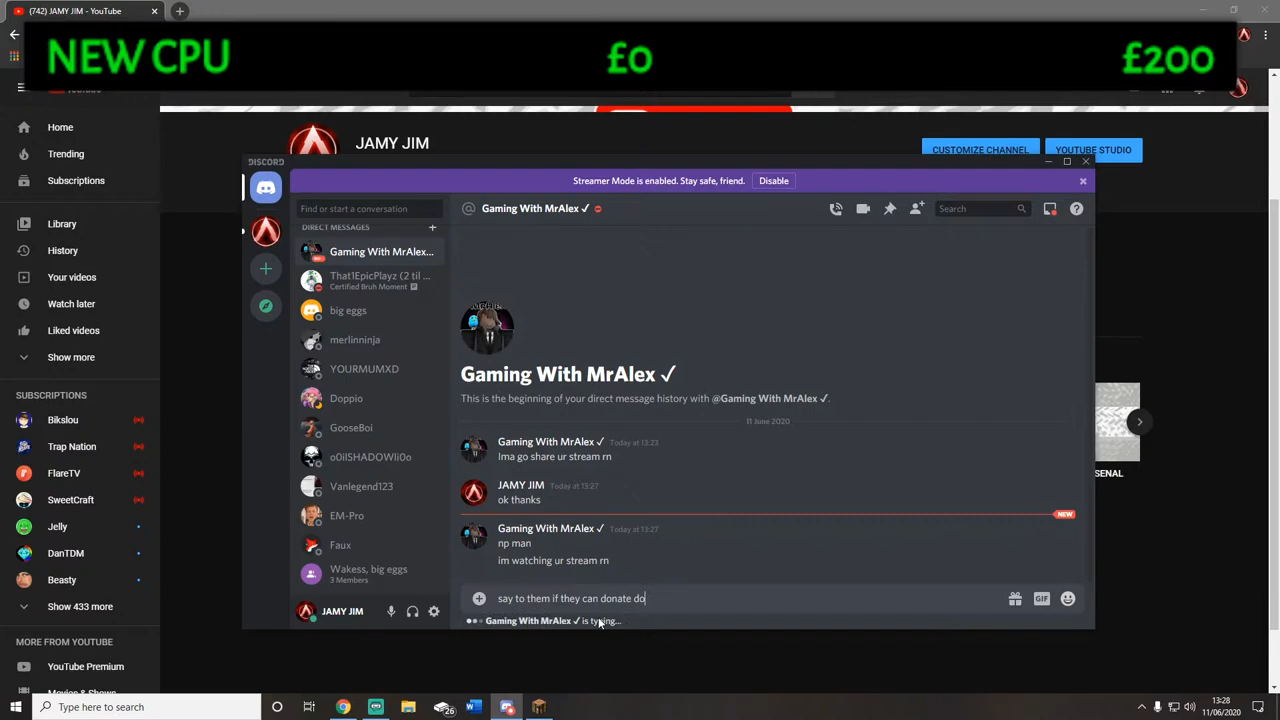 (742) JAMY JIM - YouTube
NEW CPU
£0
£200
Home
Trending
Subscriptions
Library
History
Your videos
Watch later
Liked videos
Show more
SUBSCRIPTIONS
Bikslou
Trap Nation
FlareTV
SweetCraft
Jelly
DanTDM
Beasty
Show 433 more
MORE FROM YOUTUBE
YouTube Premium
Movies & Shows
JAMY JIM
CUSTOMIZE CHANNEL
YOUTUBE STUDIO
DISCORD
Streamer Mode is enabled. Stay safe, friend.
Disable
Find or start a conversation
DIRECT MESSAGES
Gaming With MrAlex...
That1EpicPlayz (2 til ...
Certified Bruh Moment
big eggs
merlinninja
YOURMUMXD
Doppio
GooseBoi
Vanlegend123
EM-Pro
Faux
Wakess, big eggs
3 Members
JAMY JIM
@ Gaming With MrAlex ✓
Search
Gaming With MrAlex ✓
This is the beginning of your direct message history with @Gaming With MrAlex ✓.
11 June 2020
Gaming With MrAlex ✓ Today at 13:23
Ima go share ur stream rn
JAMY JIM Today at 13:27
ok thanks
NEW
Gaming With MrAlex ✓ Today at 13:27
np man
im watching ur stream rn
say to them if they can donate do
GIF
Gaming With MrAlex ✓ is typing...
ENSAL
Type here to search
26
13:28
11/06/2020